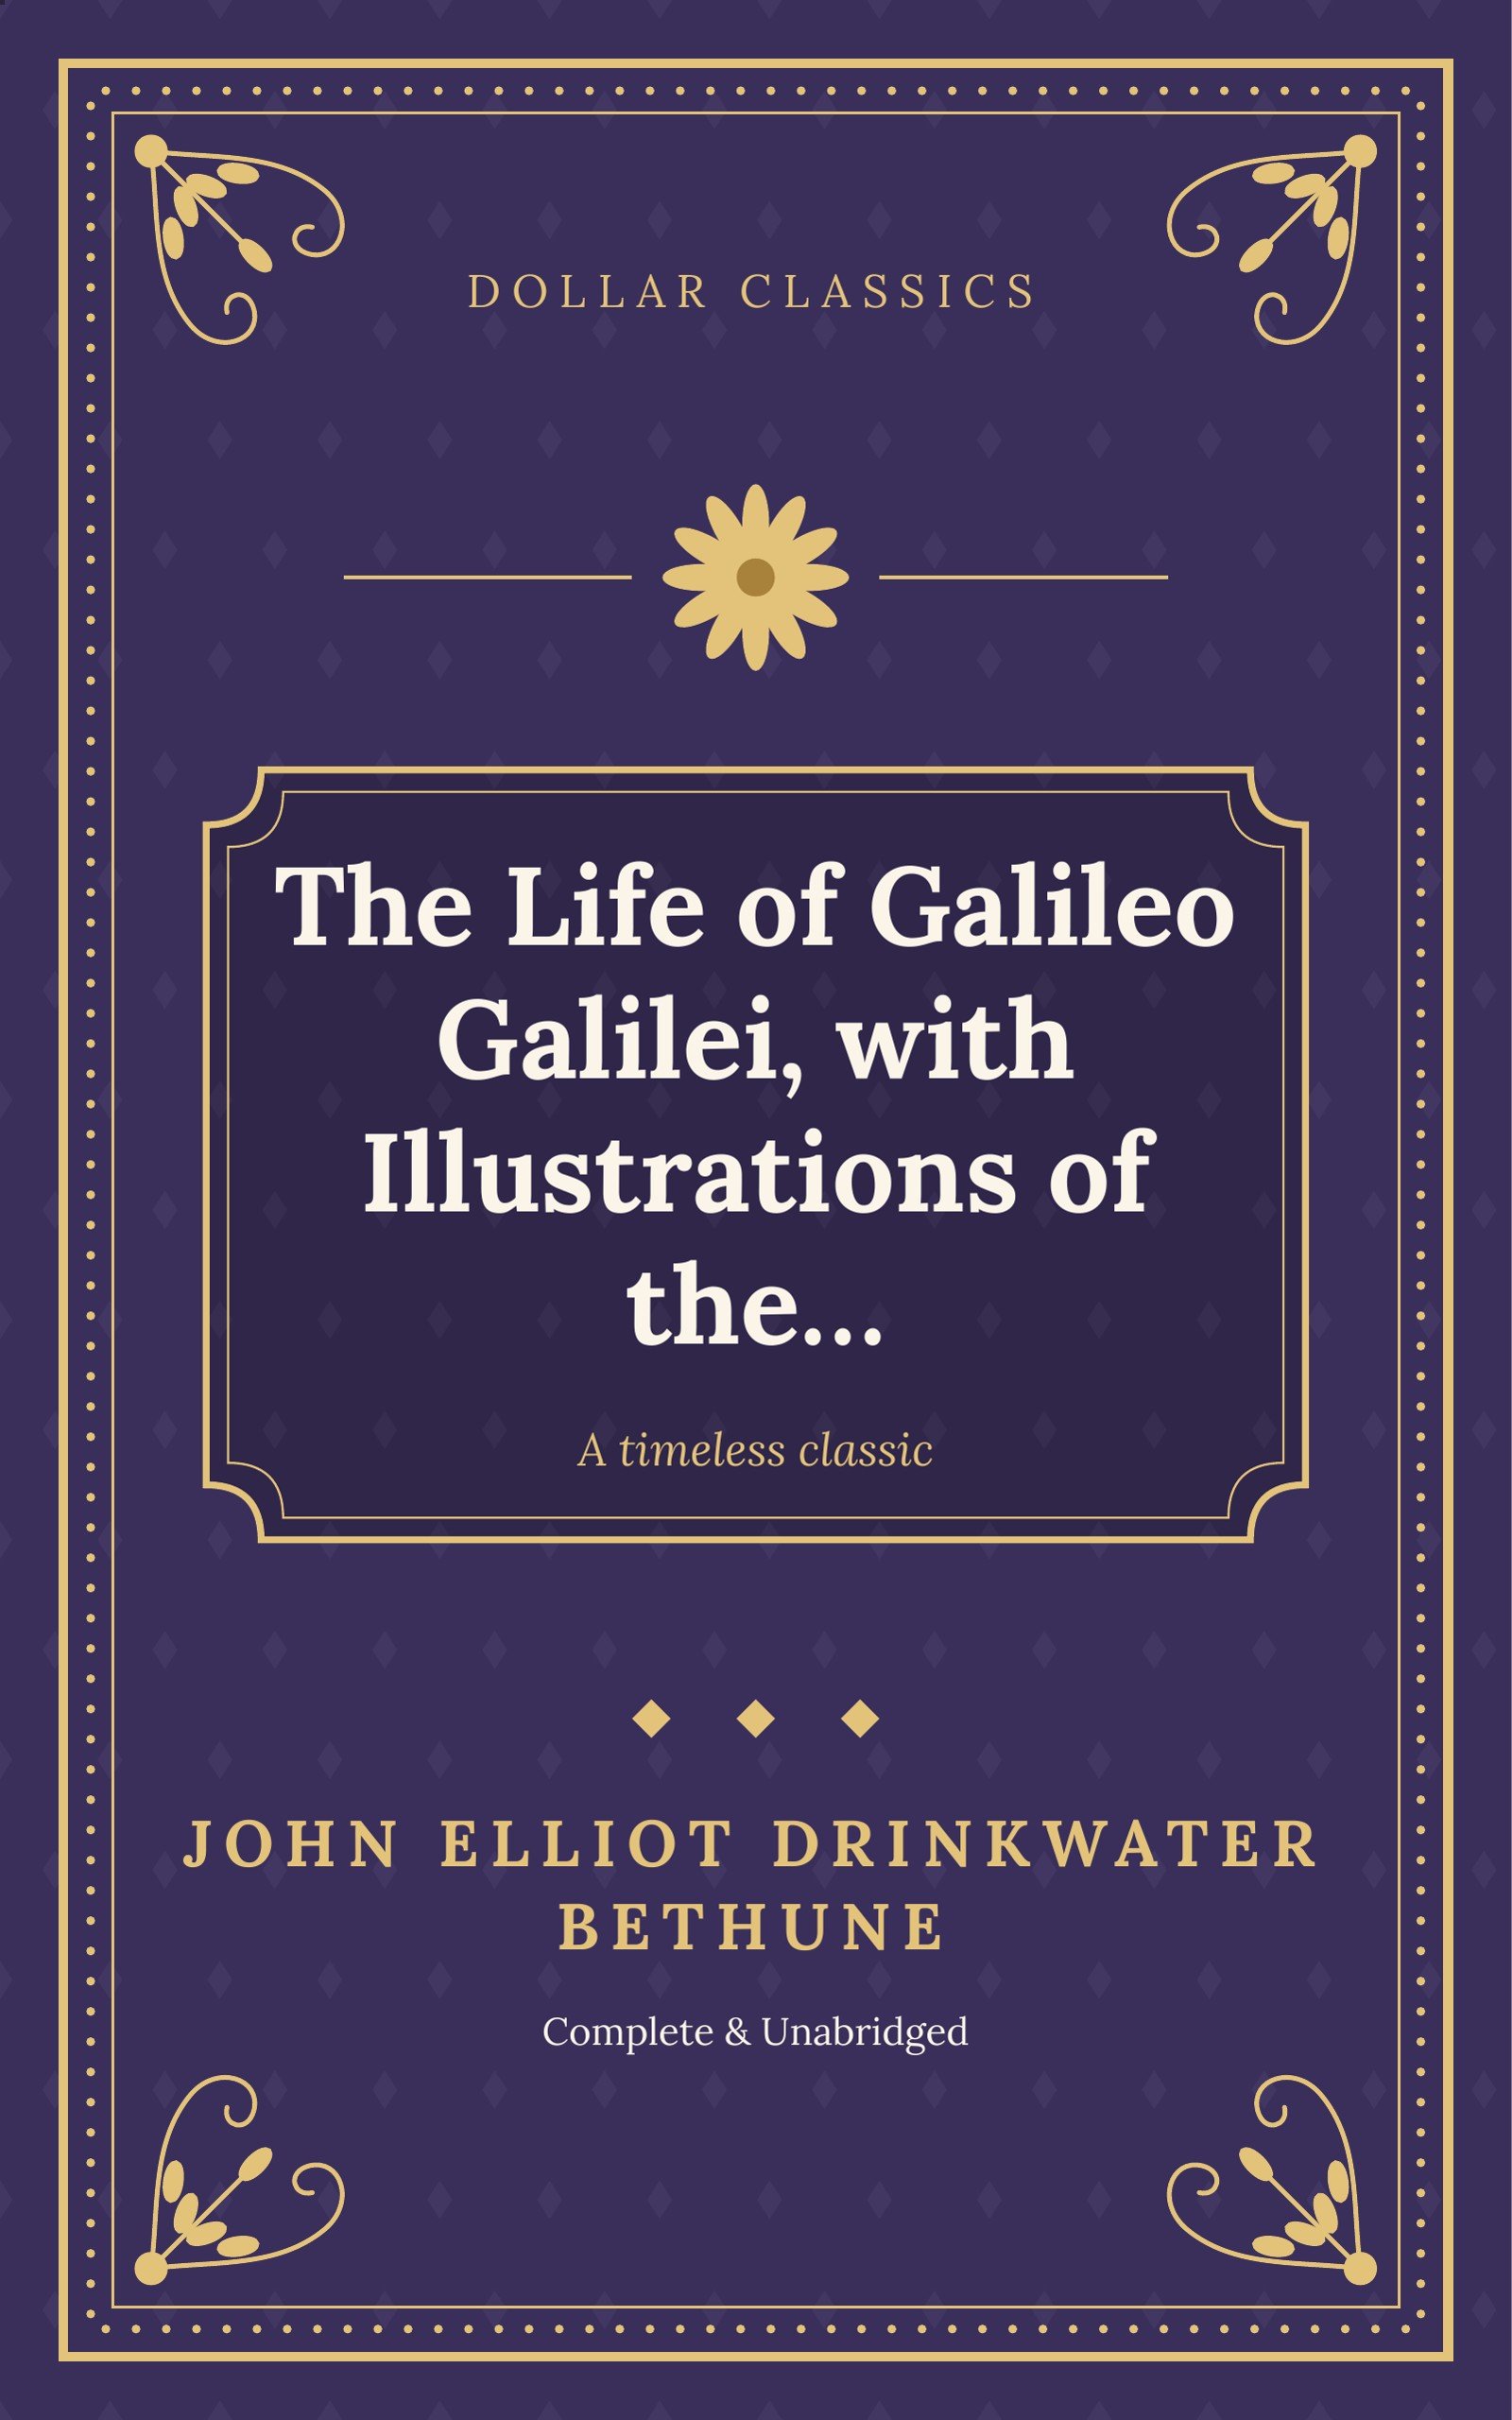 DOLLAR CLASSICS
The Life of Galileo
Galilei, with
Illustrations of
the...
A timeless classic
JOHN ELLIOT DRINKWATER
BETHUNE
Complete & Unabridged